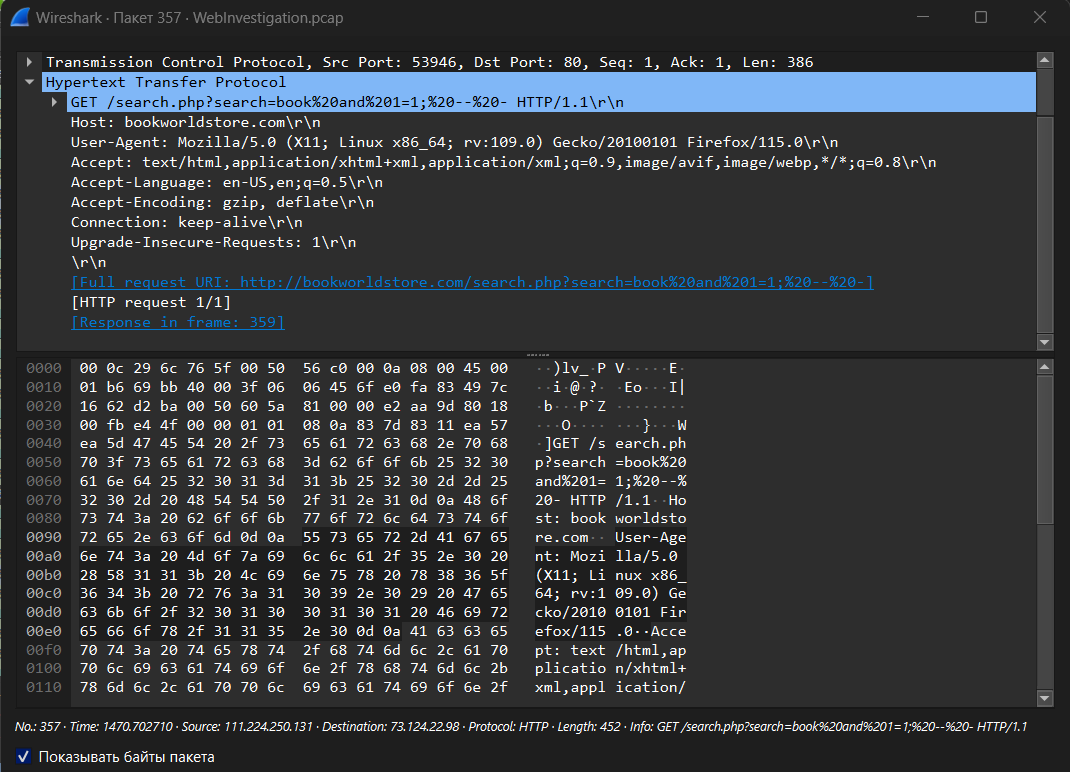 Wireshark · Пакет 357 · WebInvestigation.pcap
Transmission Control Protocol, Src Port: 53946, Dst Port: 80, Seq: 1, Ack: 1, Len: 386
Hypertext Transfer Protocol
GET /search.php?search=book%20and%201=1;%20--%20- HTTP/1.1\r\n
Host: bookworldstore.com\r\n
User-Agent: Mozilla/5.0 (X11; Linux x86_64; rv:109.0) Gecko/20100101 Firefox/115.0\r\n
Accept: text/html,application/xhtml+xml,application/xml;q=0.9,image/avif,image/webp,*/*;q=0.8\r\n
Accept-Language: en-US,en;q=0.5\r\n
Accept-Encoding: gzip, deflate\r\n
Connection: keep-alive\r\n
Upgrade-Insecure-Requests: 1\r\n
\r\n
[Full request URI: http://bookworldstore.com/search.php?search=book%20and%201=1;%20--%20-]
[HTTP request 1/1]
[Response in frame: 359]
0000 00 0c 29 6c 76 5f 00 50 56 c0 00 0a 08 00 45 00 ··)lv_·P V·····E·
0010 01 b6 69 bb 40 00 3f 06 06 45 6f e0 fa 83 49 7c ··i·@·?· ·Eo···I|
0020 16 62 d2 ba 00 50 60 5a 81 00 00 e2 aa 9d 80 18 ·b···P`Z ········
0030 00 fb e4 4f 00 00 01 01 08 0a 83 7d 83 11 ea 57 ···O···· ···}···W
0040 ea 5d 47 45 54 20 2f 73 65 61 72 63 68 2e 70 68 ·]GET /s earch.ph
0050 70 3f 73 65 61 72 63 68 3d 62 6f 6f 6b 25 32 30 p?search =book%20
0060 61 6e 64 25 32 30 31 3d 31 3b 25 32 30 2d 2d 25 and%201= 1;%20--%
0070 32 30 2d 20 48 54 54 50 2f 31 2e 31 0d 0a 48 6f 20- HTTP /1.1··Ho
0080 73 74 3a 20 62 6f 6f 6b 77 6f 72 6c 64 73 74 6f st: book worldsto
0090 72 65 2e 63 6f 6d 0d 0a 55 73 65 72 2d 41 67 65 re.com·· User-Age
00a0 6e 74 3a 20 4d 6f 7a 69 6c 6c 61 2f 35 2e 30 20 nt: Mozi lla/5.0
00b0 28 58 31 31 3b 20 4c 69 6e 75 78 20 78 38 36 5f (X11; Li nux x86_
00c0 36 34 3b 20 72 76 3a 31 30 39 2e 30 29 20 47 65 64; rv:1 09.0) Ge
00d0 63 6b 6f 2f 32 30 31 30 30 31 30 31 20 46 69 72 cko/2010 0101 Fir
00e0 65 66 6f 78 2f 31 31 35 2e 30 0d 0a 41 63 63 65 efox/115 .0··Acce
00f0 70 74 3a 20 74 65 78 74 2f 68 74 6d 6c 2c 61 70 pt: text /html,ap
0100 70 6c 69 63 61 74 69 6f 6e 2f 78 68 74 6d 6c 2b plicatio n/xhtml+
0110 78 6d 6c 2c 61 70 70 6c 69 63 61 74 69 6f 6e 2f xml,appl ication/
No.: 357 · Time: 1470.702710 · Source: 111.224.250.131 · Destination: 73.124.22.98 · Protocol: HTTP · Length: 452 · Info: GET /search.php?search=book%20and%201=1;%20--%20- HTTP/1.1
Показывать байты пакета